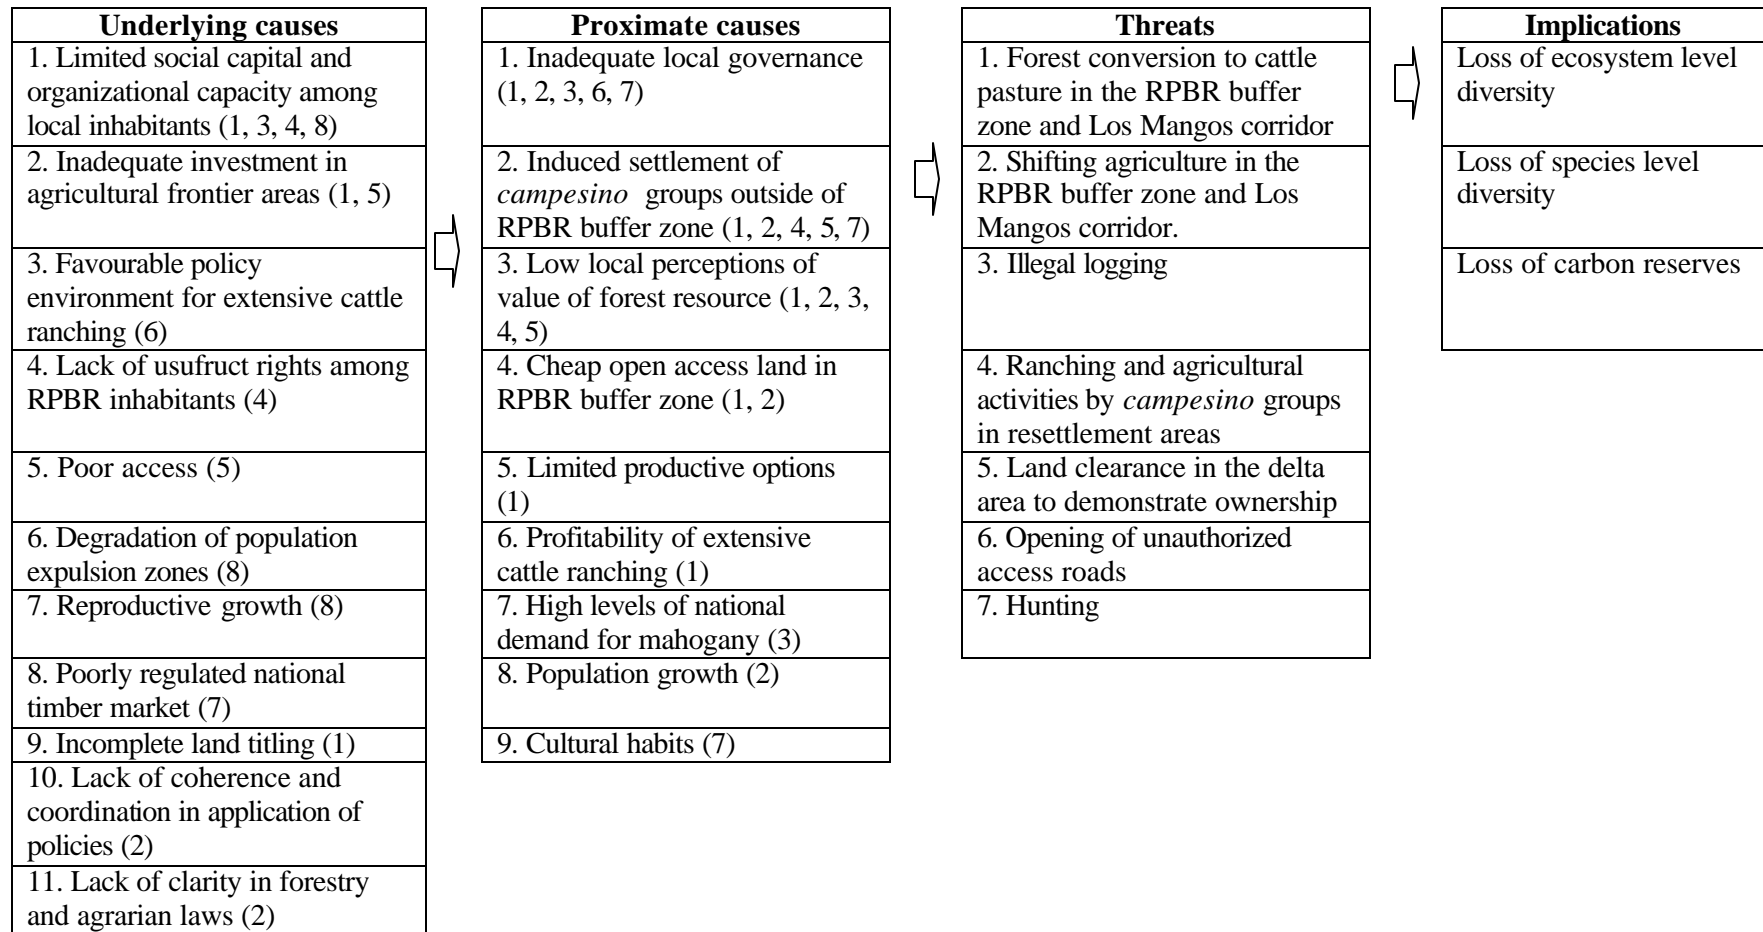 Underlying causes
1. Limited social capital and
organizational capacity among
local inhabitants (1, 3, 4, 8)
2. Inadequate investment in
agricultural frontier areas (1, 5)
3. Favourable policy
environment for extensive cattle
ranching (6)
4. Lack of usufruct rights among
RPBR inhabitants (4)
5. Poor access (5)
6. Degradation of population
expulsion zones (8)
7. Reproductive growth (8)
8. Poorly regulated national
timber market (7)
9. Incomplete land titling (1)
10. Lack of coherence and
coordination in application of
policies (2)
11. Lack of clarity in forestry
and agrarian laws (2)
Proximate causes
1. Inadequate local governance
(1, 2, 3, 6, 7)
2. Induced settlement of
campesino groups outside of
RPBR buffer zone (1, 2, 4, 5, 7)
3. Low local perceptions of
value of forest resource (1, 2, 3,
4, 5)
4. Cheap open access land in
RPBR buffer zone (1, 2)
5. Limited productive options
(1)
6. Profitability of extensive
cattle ranching (1)
7. High levels of national
demand for mahogany (3)
8. Population growth (2)
9. Cultural habits (7)
Threats
1. Forest conversion to cattle
pasture in the RPBR buffer
zone and Los Mangos corridor
2. Shifting agriculture in the
RPBR buffer zone and Los
Mangos corridor.
3. Illegal logging
4. Ranching and agricultural
activities by campesino groups
in resettlement areas
5. Land clearance in the delta
area to demonstrate ownership
6. Opening of unauthorized
access roads
7. Hunting
Implications
Loss of ecosystem level
diversity
Loss of species level
diversity
Loss of carbon reserves